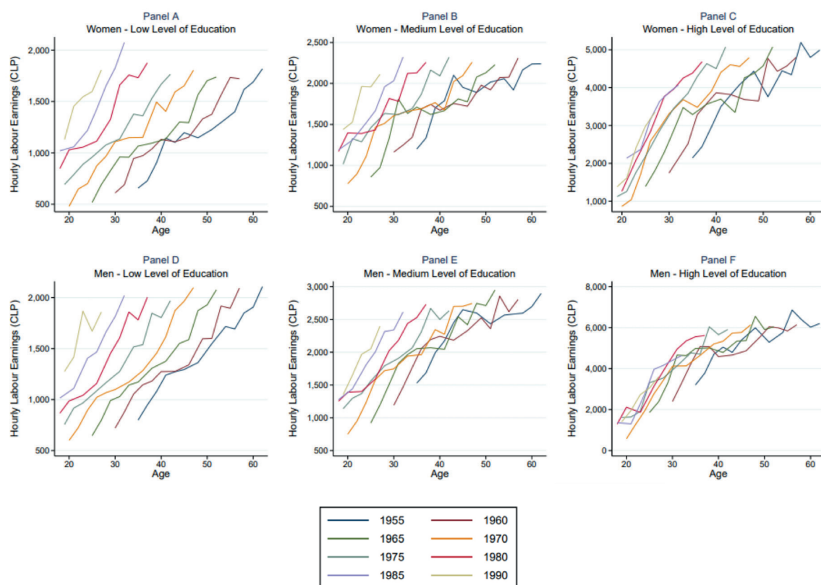 Panel A
Women - Low Level of Education
Hourly Labour Earnings (CLP)
2,000
1,500
1,000
500
20 30 40 50 60
Age
Panel B
Women - Medium Level of Education
Hourly Labour Earnings (CLP)
2,500
2,000
1,500
1,000
500
20 30 40 50 60
Age
Panel C
Women - High Level of Education
Hourly Labour Earnings (CLP)
5,000
4,000
3,000
2,000
1,000
20 30 40 50 60
Age
Panel D
Men - Low Level of Education
Hourly Labour Earnings (CLP)
2,000
1,500
1,000
500
20 30 40 50 60
Age
Panel E
Men - Medium Level of Education
Hourly Labour Earnings (CLP)
3,000
2,500
2,000
1,500
1,000
500
20 30 40 50 60
Age
Panel F
Men - High Level of Education
Hourly Labour Earnings (CLP)
8,000
6,000
4,000
2,000
0
20 30 40 50 60
Age
1955 1960
1965 1970
1975 1980
1985 1990